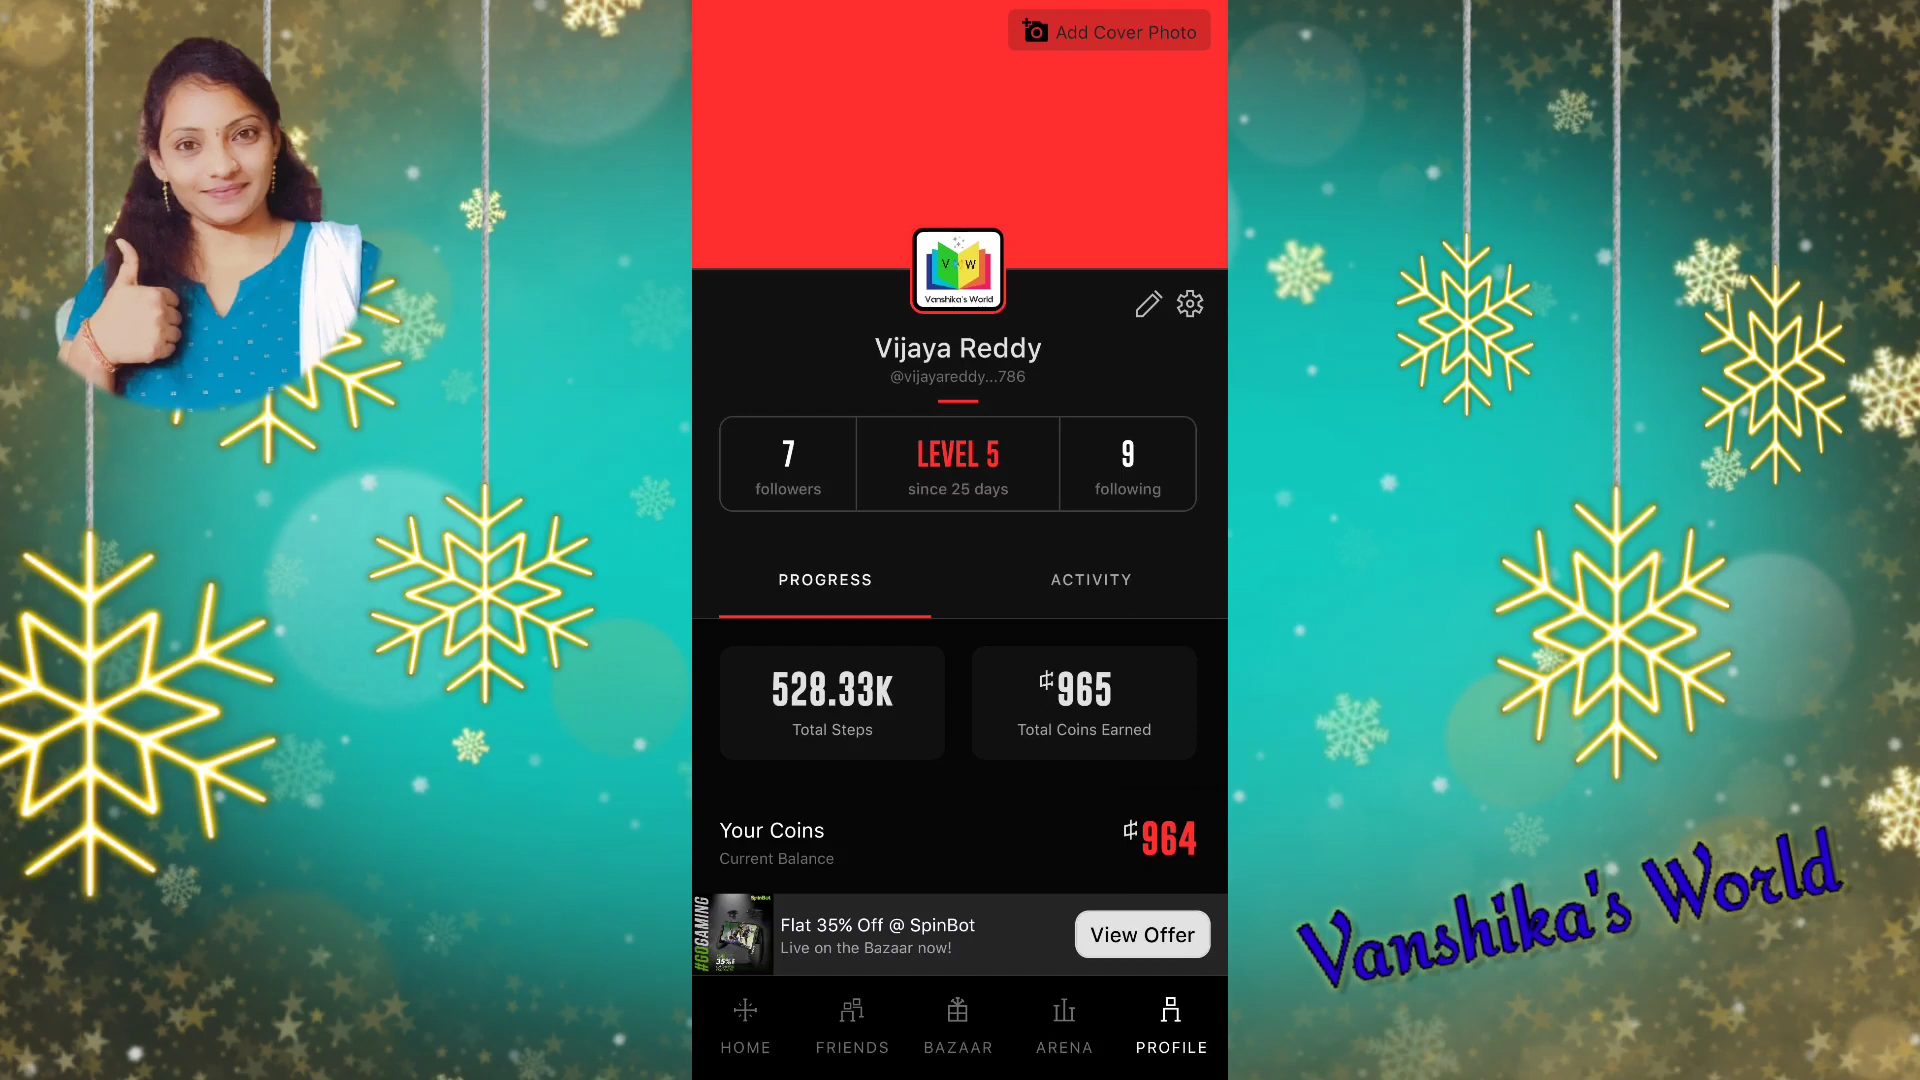 Add Cover Photo
V W
Vanshika's World
Vijaya Reddy
@vijayareddy...786
7
followers
LEVEL 5
since 25 days
9
following
PROGRESS
ACTIVITY
528.33K
Total Steps
965
Total Coins Earned
Your Coins
Current Balance
964
#GOGAMING
SpinBot
35%
Flat 35% Off @ SpinBot
Live on the Bazaar now!
View Offer
HOME
FRIENDS
BAZAAR
ARENA
PROFILE
Vanshika's World